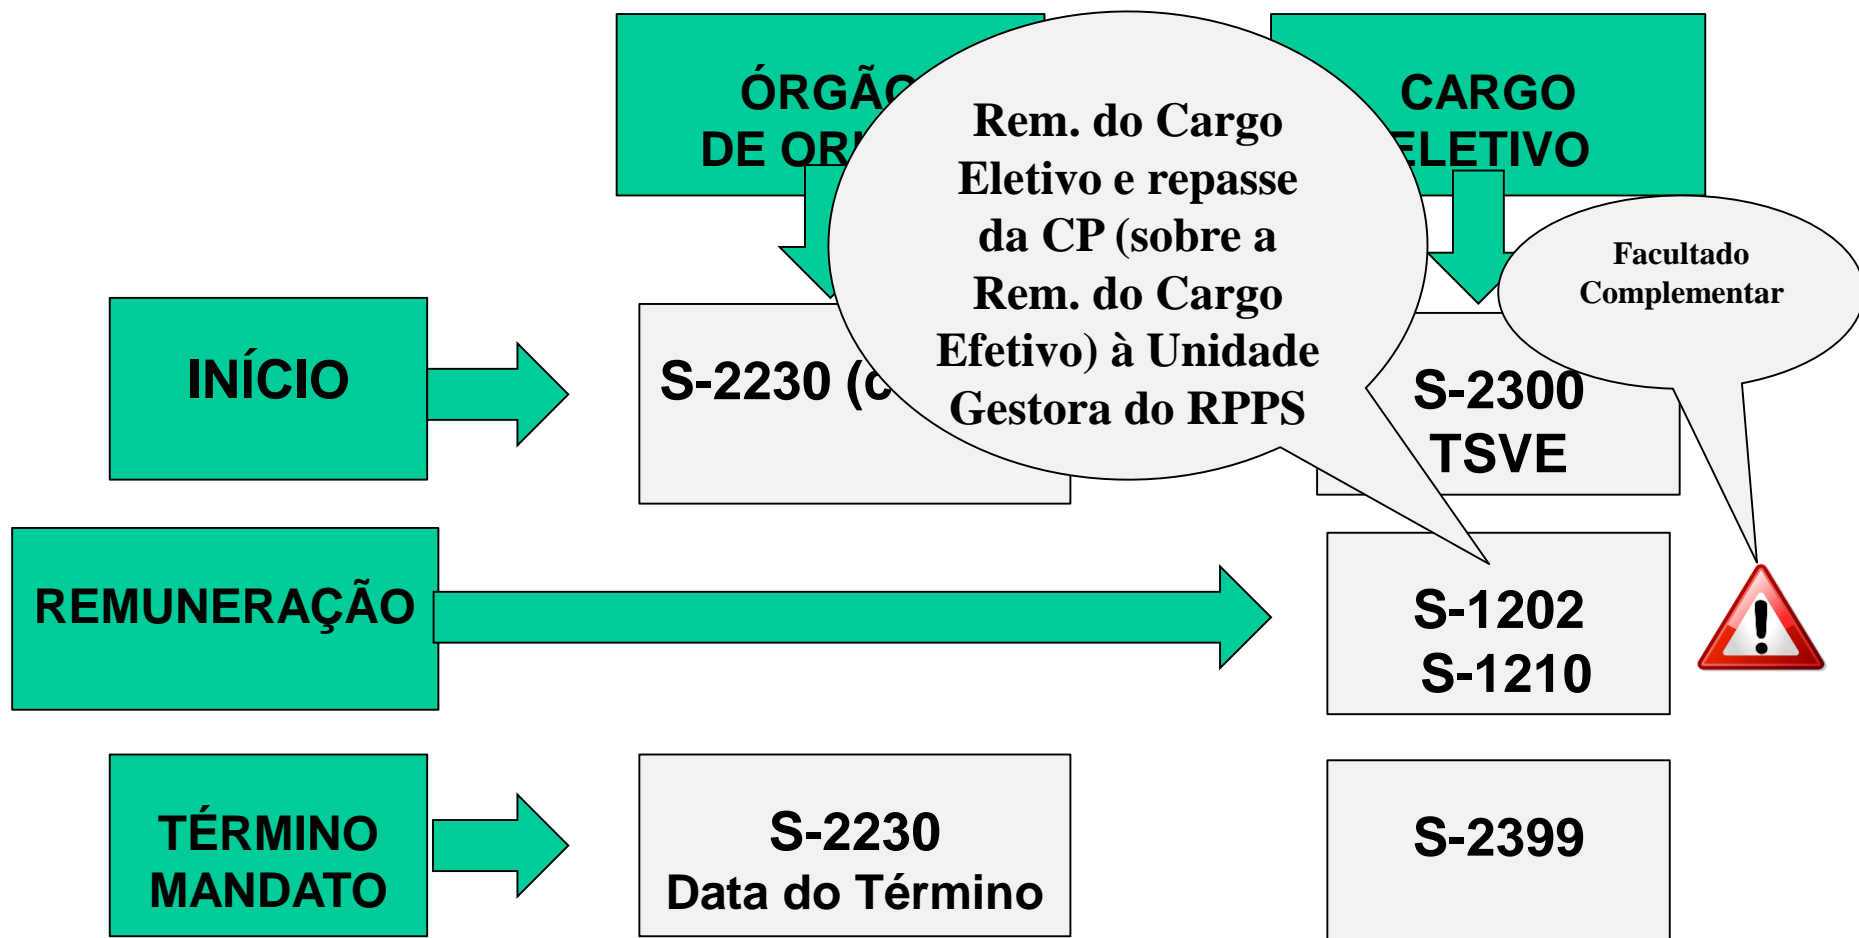 ÓRGÃO
DE
CARGO
ELETIVO
Rem. do Cargo
Eletivo e repasse
da CP (sobre a
Rem. do Cargo
Efetivo) à Unidade
Gestora do RPPS
Facultado
Complementar
INÍCIO
S-2230
S-2300
TSVE
REMUNERAÇÃO
S-1202
S-1210
TÉRMINO
MANDATO
S-2230
Data do Término
S-2399